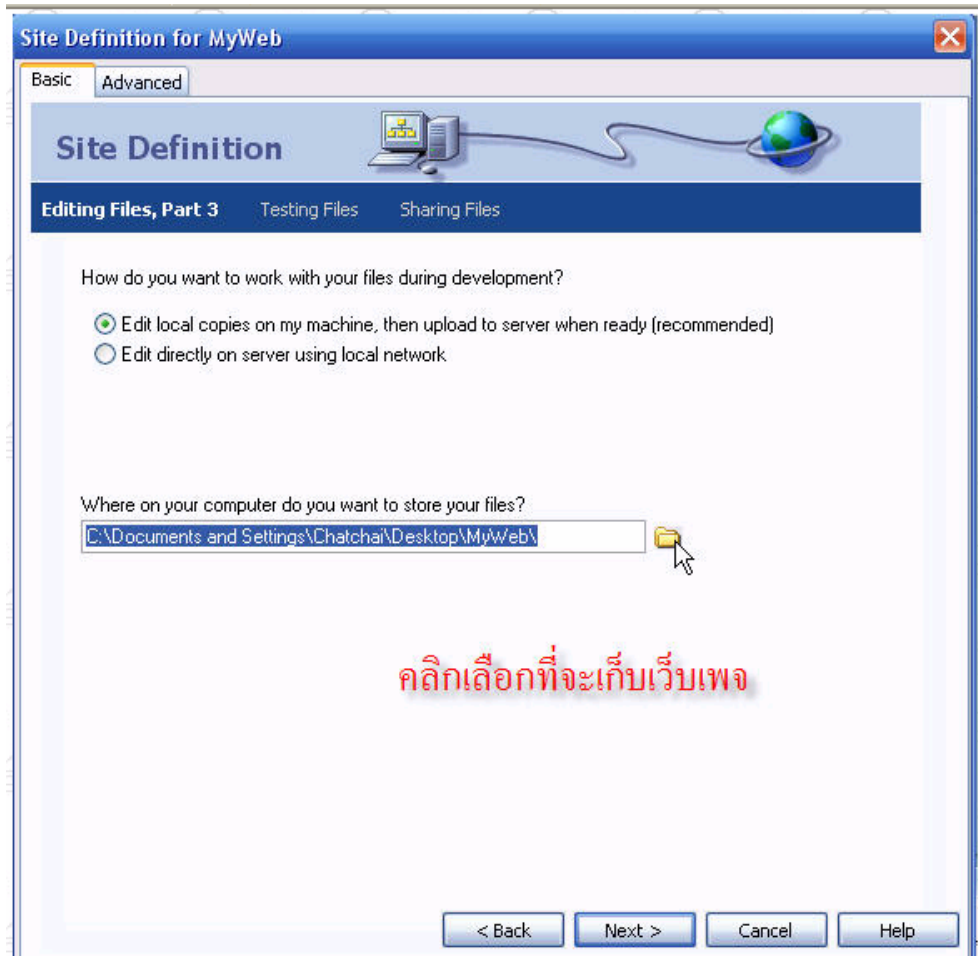 Site Definition for MyWeb
Basic Advanced
Site Definition
Editing Files, Part 3 Testing Files Sharing Files
How do you want to work with your files during development?
Edit local copies on my machine, then upload to server when ready (recommended)
Edit directly on server using local network
Where on your computer do you want to store your files?
C:\Documents and Settings\Chatchai\Desktop\MyWeb\
คลิกเลือกที่จะเก็บเว็บเพจ
< Back Next > Cancel Help